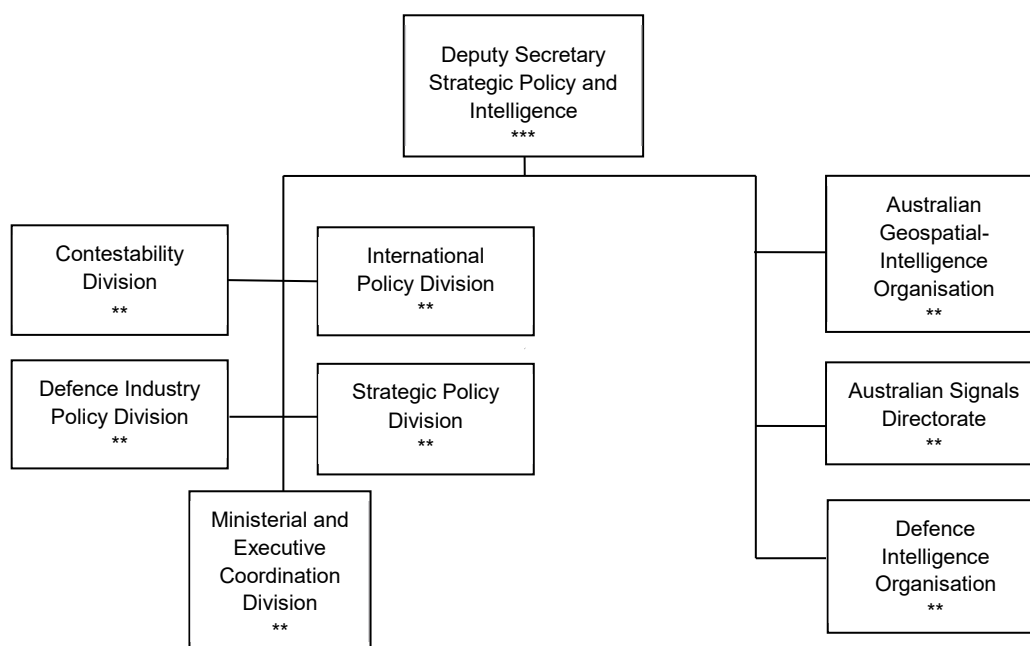 Deputy Secretary
Strategic Policy and
Intelligence
***
Contestability
Division
**
International
Policy Division
**
Australian
Geospatial-
Intelligence
Organisation
**
Defence Industry
Policy Division
**
Strategic Policy
Division
**
Australian Signals
Directorate
**
Ministerial and
Executive
Coordination
Division
**
Defence
Intelligence
Organisation
**